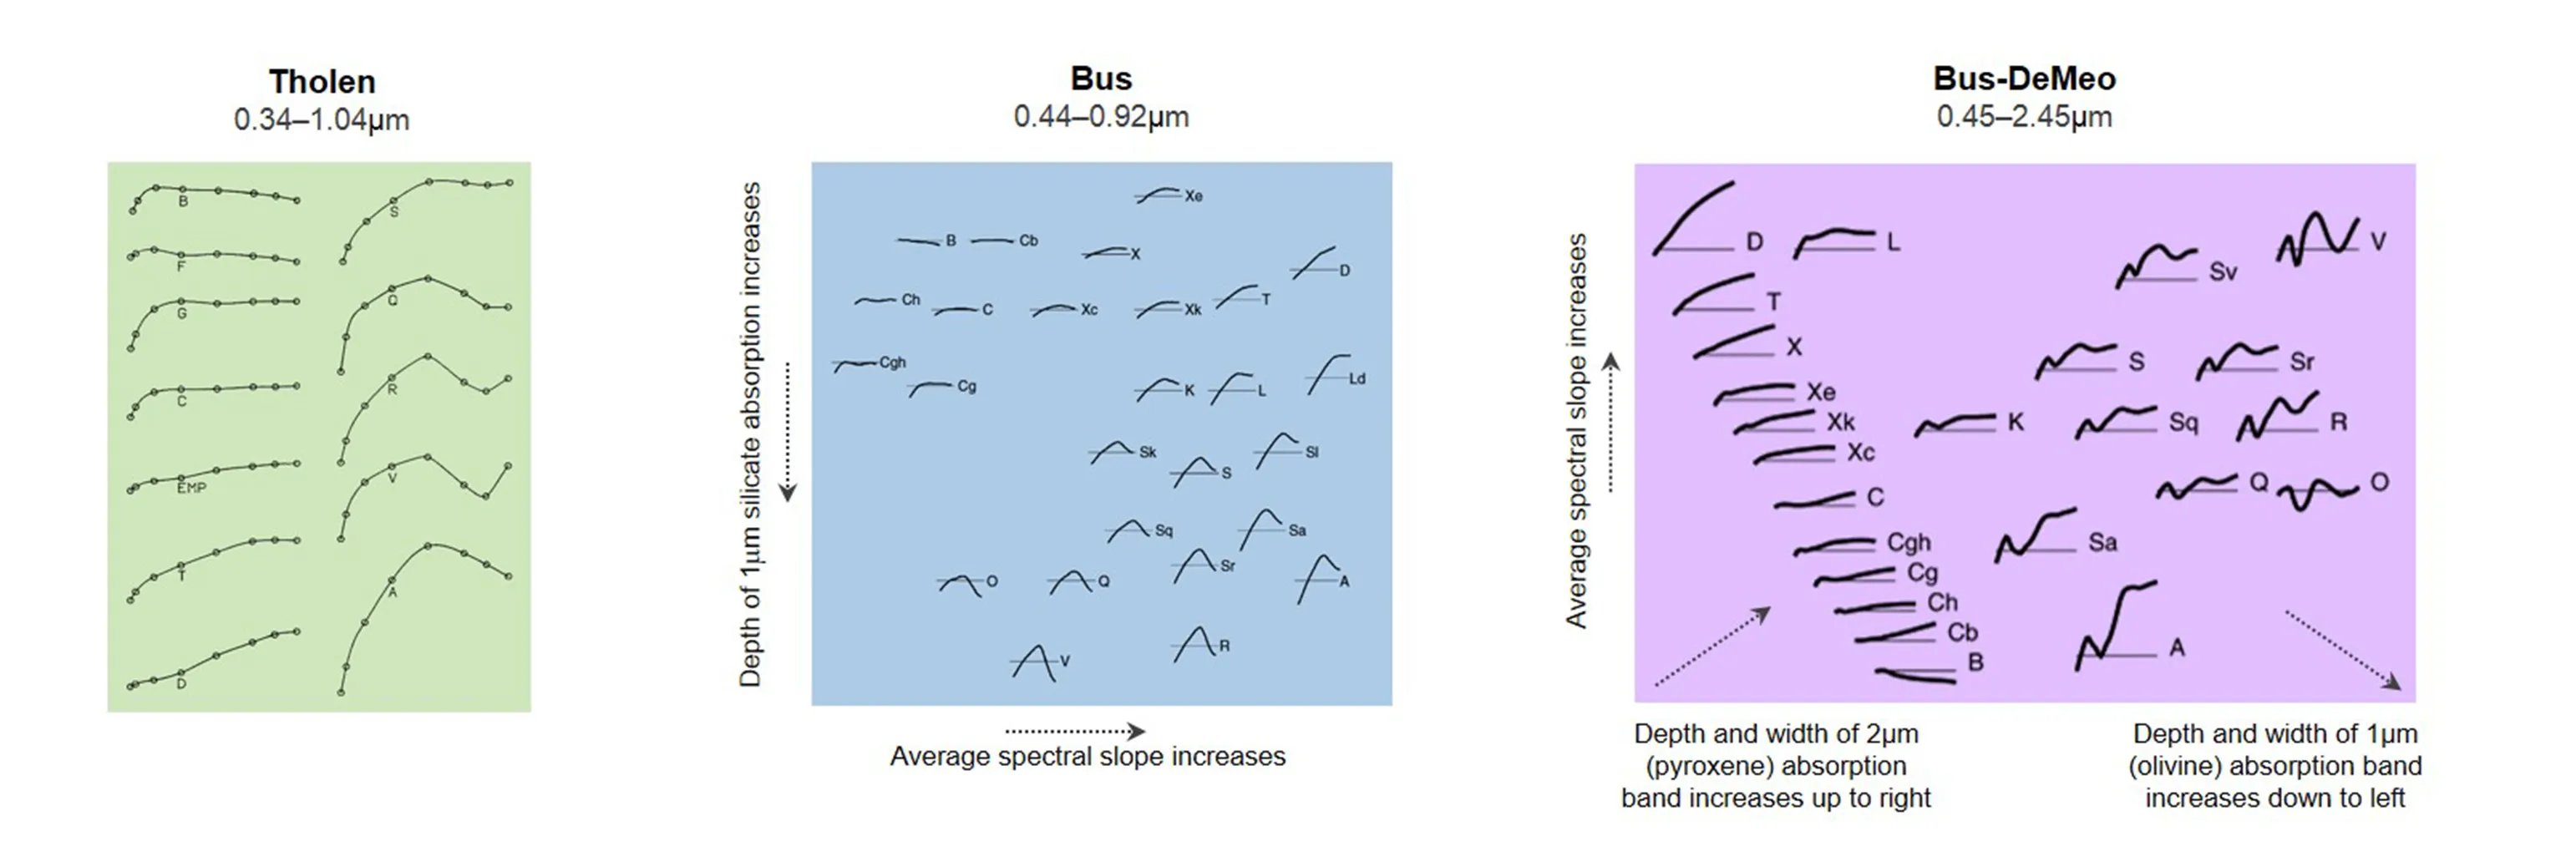 Tholen
0.34–1.04µm
B
F
G
C
EMP
T
D
S
Q
R
V
A
Bus
0.44–0.92µm
Depth of 1µm silicate absorption increases
Xe
B
Cb
X
D
Ch
C
Xc
Xk
T
Cgh
Cg
K
L
Ld
Sk
S
Sl
Sq
Sa
Sr
O
Q
A
V
R
Average spectral slope increases
Bus-DeMeo
0.45–2.45µm
Average spectral slope increases
D
L
Sv
V
T
X
S
Sr
Xe
Xk
K
Sq
R
Xc
C
Q
O
Cgh
Sa
Cg
Ch
Cb
A
B
Depth and width of 2µm
(pyroxene) absorption
band increases up to right
Depth and width of 1µm
(olivine) absorption band
increases down to left